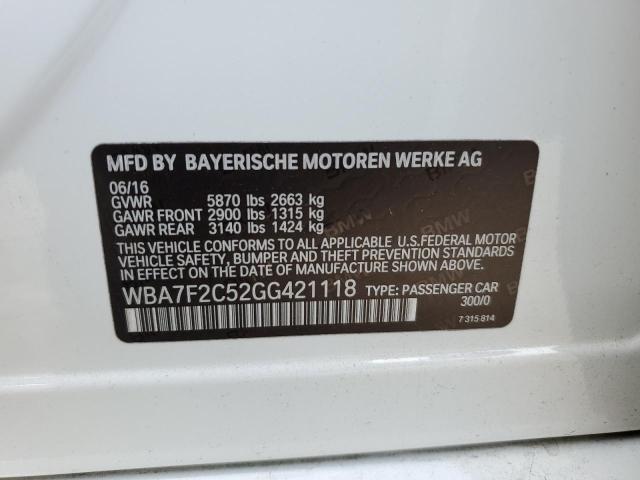 MFD BY BAYERISCHE MOTOREN WERKE AG
06/16
GVWR 5870 lbs 2663 kg
GAWR FRONT 2900 lbs 1315 kg
GAWR REAR 3140 lbs 1424 kg
THIS VEHICLE CONFORMS TO ALL APPLICABLE U.S. FEDERAL MOTOR
VEHICLE SAFETY, BUMPER AND THEFT PREVENTION STANDARDS
IN EFFECT ON THE DATE OF MANUFACTURE SHOWN ABOVE.
WBA7F2C52GG421118 TYPE: PASSENGER CAR
300/0
7 315 814